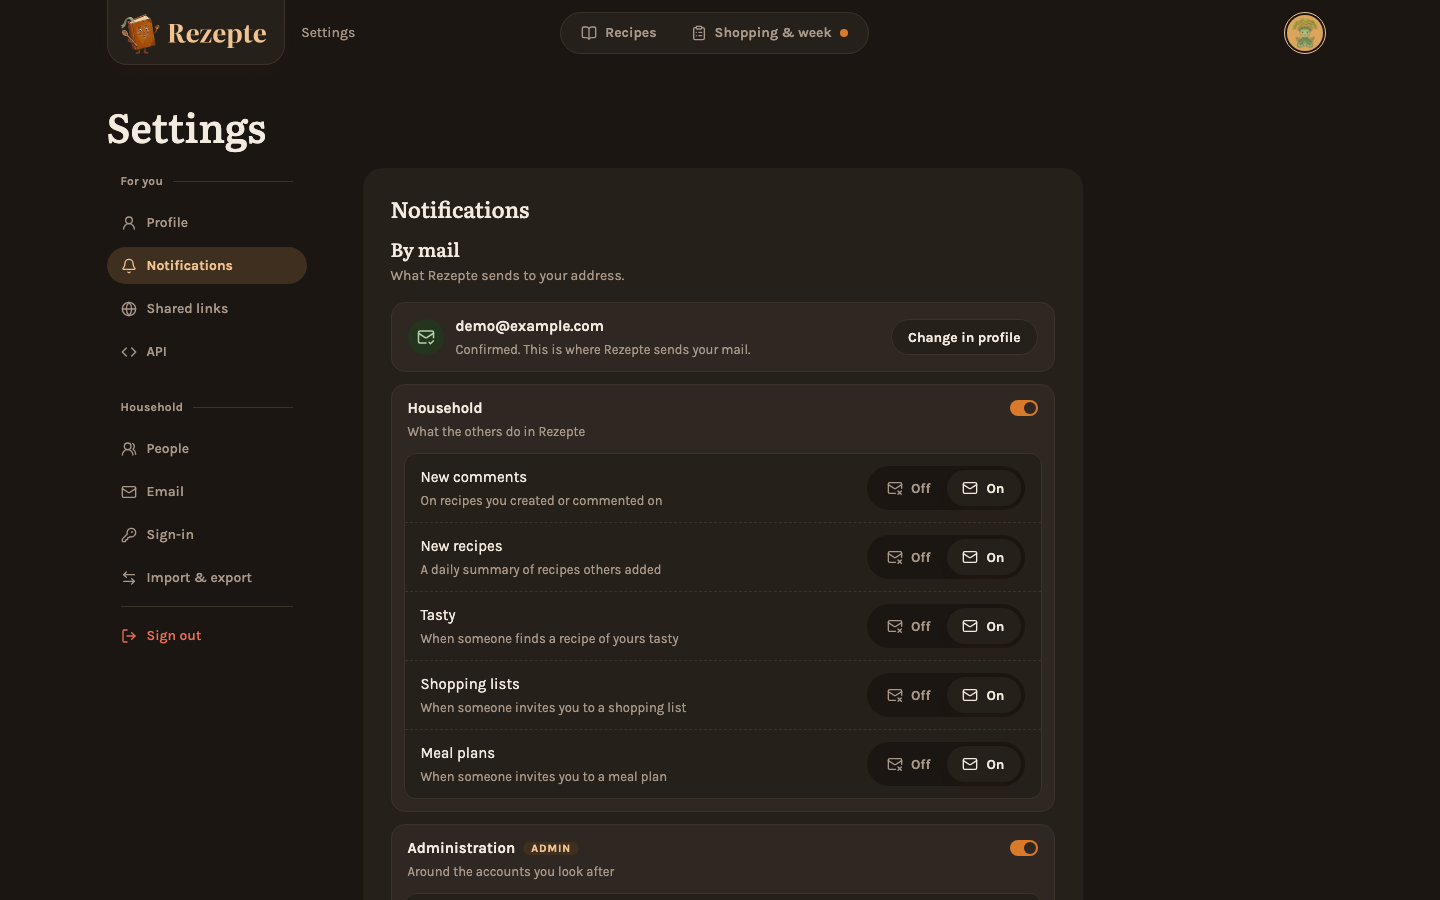 Rezepte
Settings
Recipes
Shopping & week
Settings
For you
Profile
Notifications
Shared links
API
Household
People
Email
Sign-in
Import & export
Sign out
Notifications
By mail
What Rezepte sends to your address.
demo@example.com
Confirmed. This is where Rezepte sends your mail.
Change in profile
Household
What the others do in Rezepte
New comments
On recipes you created or commented on
Off On
New recipes
A daily summary of recipes others added
Off On
Tasty
When someone finds a recipe of yours tasty
Off On
Shopping lists
When someone invites you to a shopping list
Off On
Meal plans
When someone invites you to a meal plan
Off On
Administration ADMIN
Around the accounts you look after